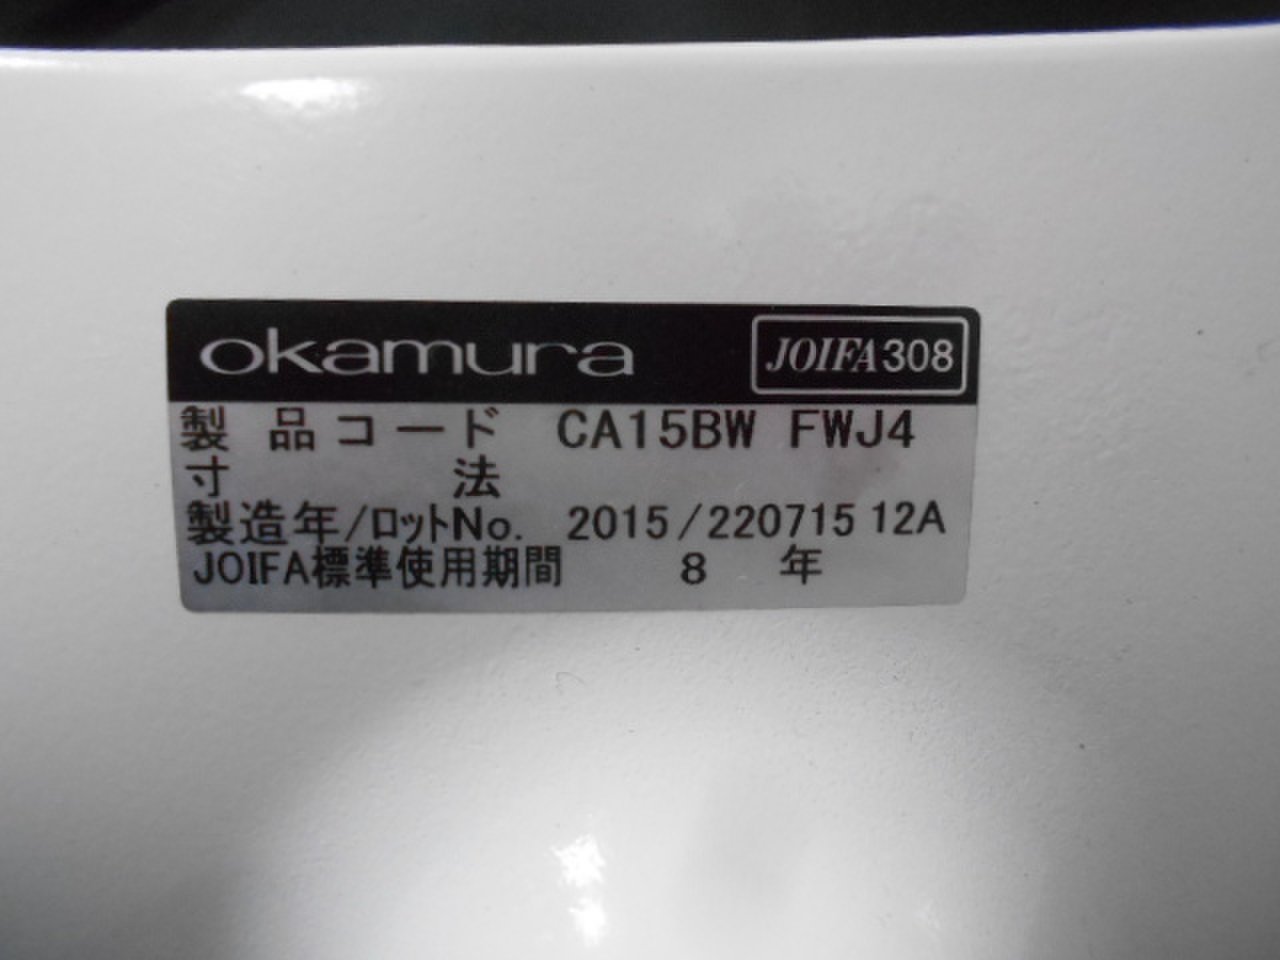 okamura JOIFA308
製品コード CA15BW FWJ4
寸法
製造年/ロットNo. 2015/220715 12A
JOIFA標準使用期間 8 年